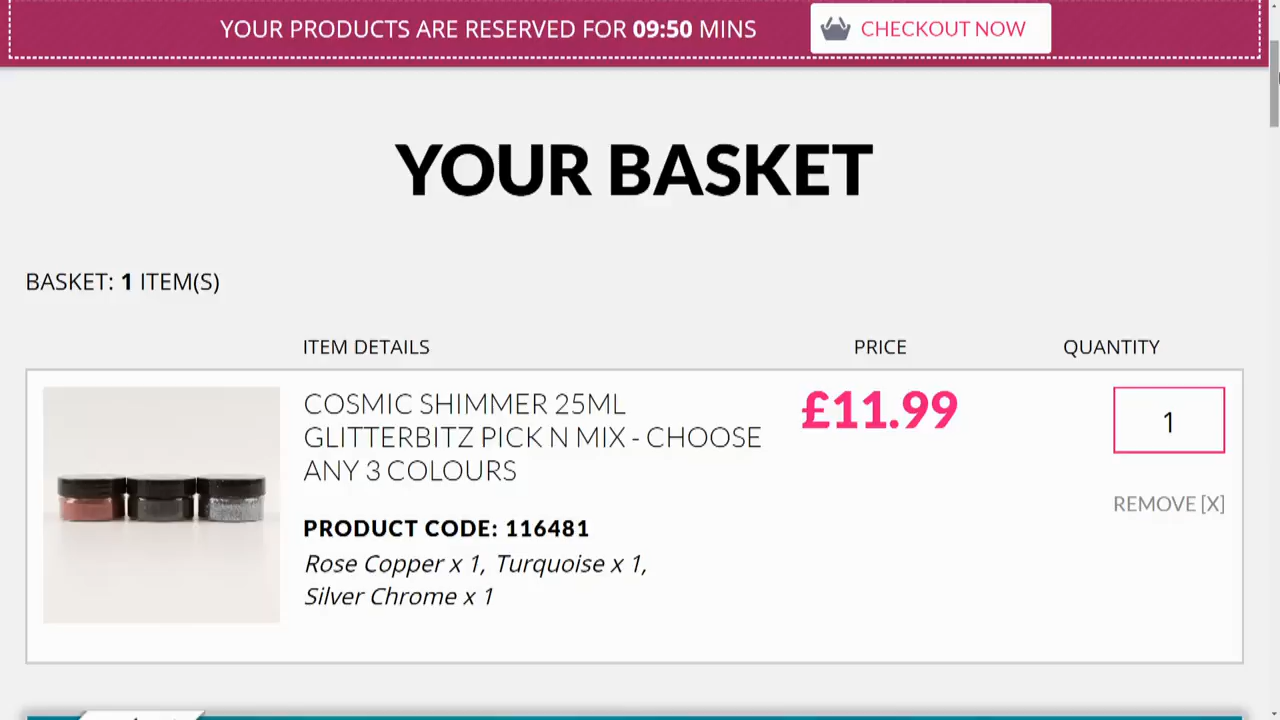 YOUR PRODUCTS ARE RESERVED FOR 09:50 MINS
CHECKOUT NOW
YOUR BASKET
BASKET: 1 ITEM(S)
ITEM DETAILS
PRICE
QUANTITY
COSMIC SHIMMER 25ML
GLITTERBITZ PICK N MIX - CHOOSE
ANY 3 COLOURS
£11.99
1
REMOVE [X]
PRODUCT CODE: 116481
Rose Copper x 1, Turquoise x 1,
Silver Chrome x 1